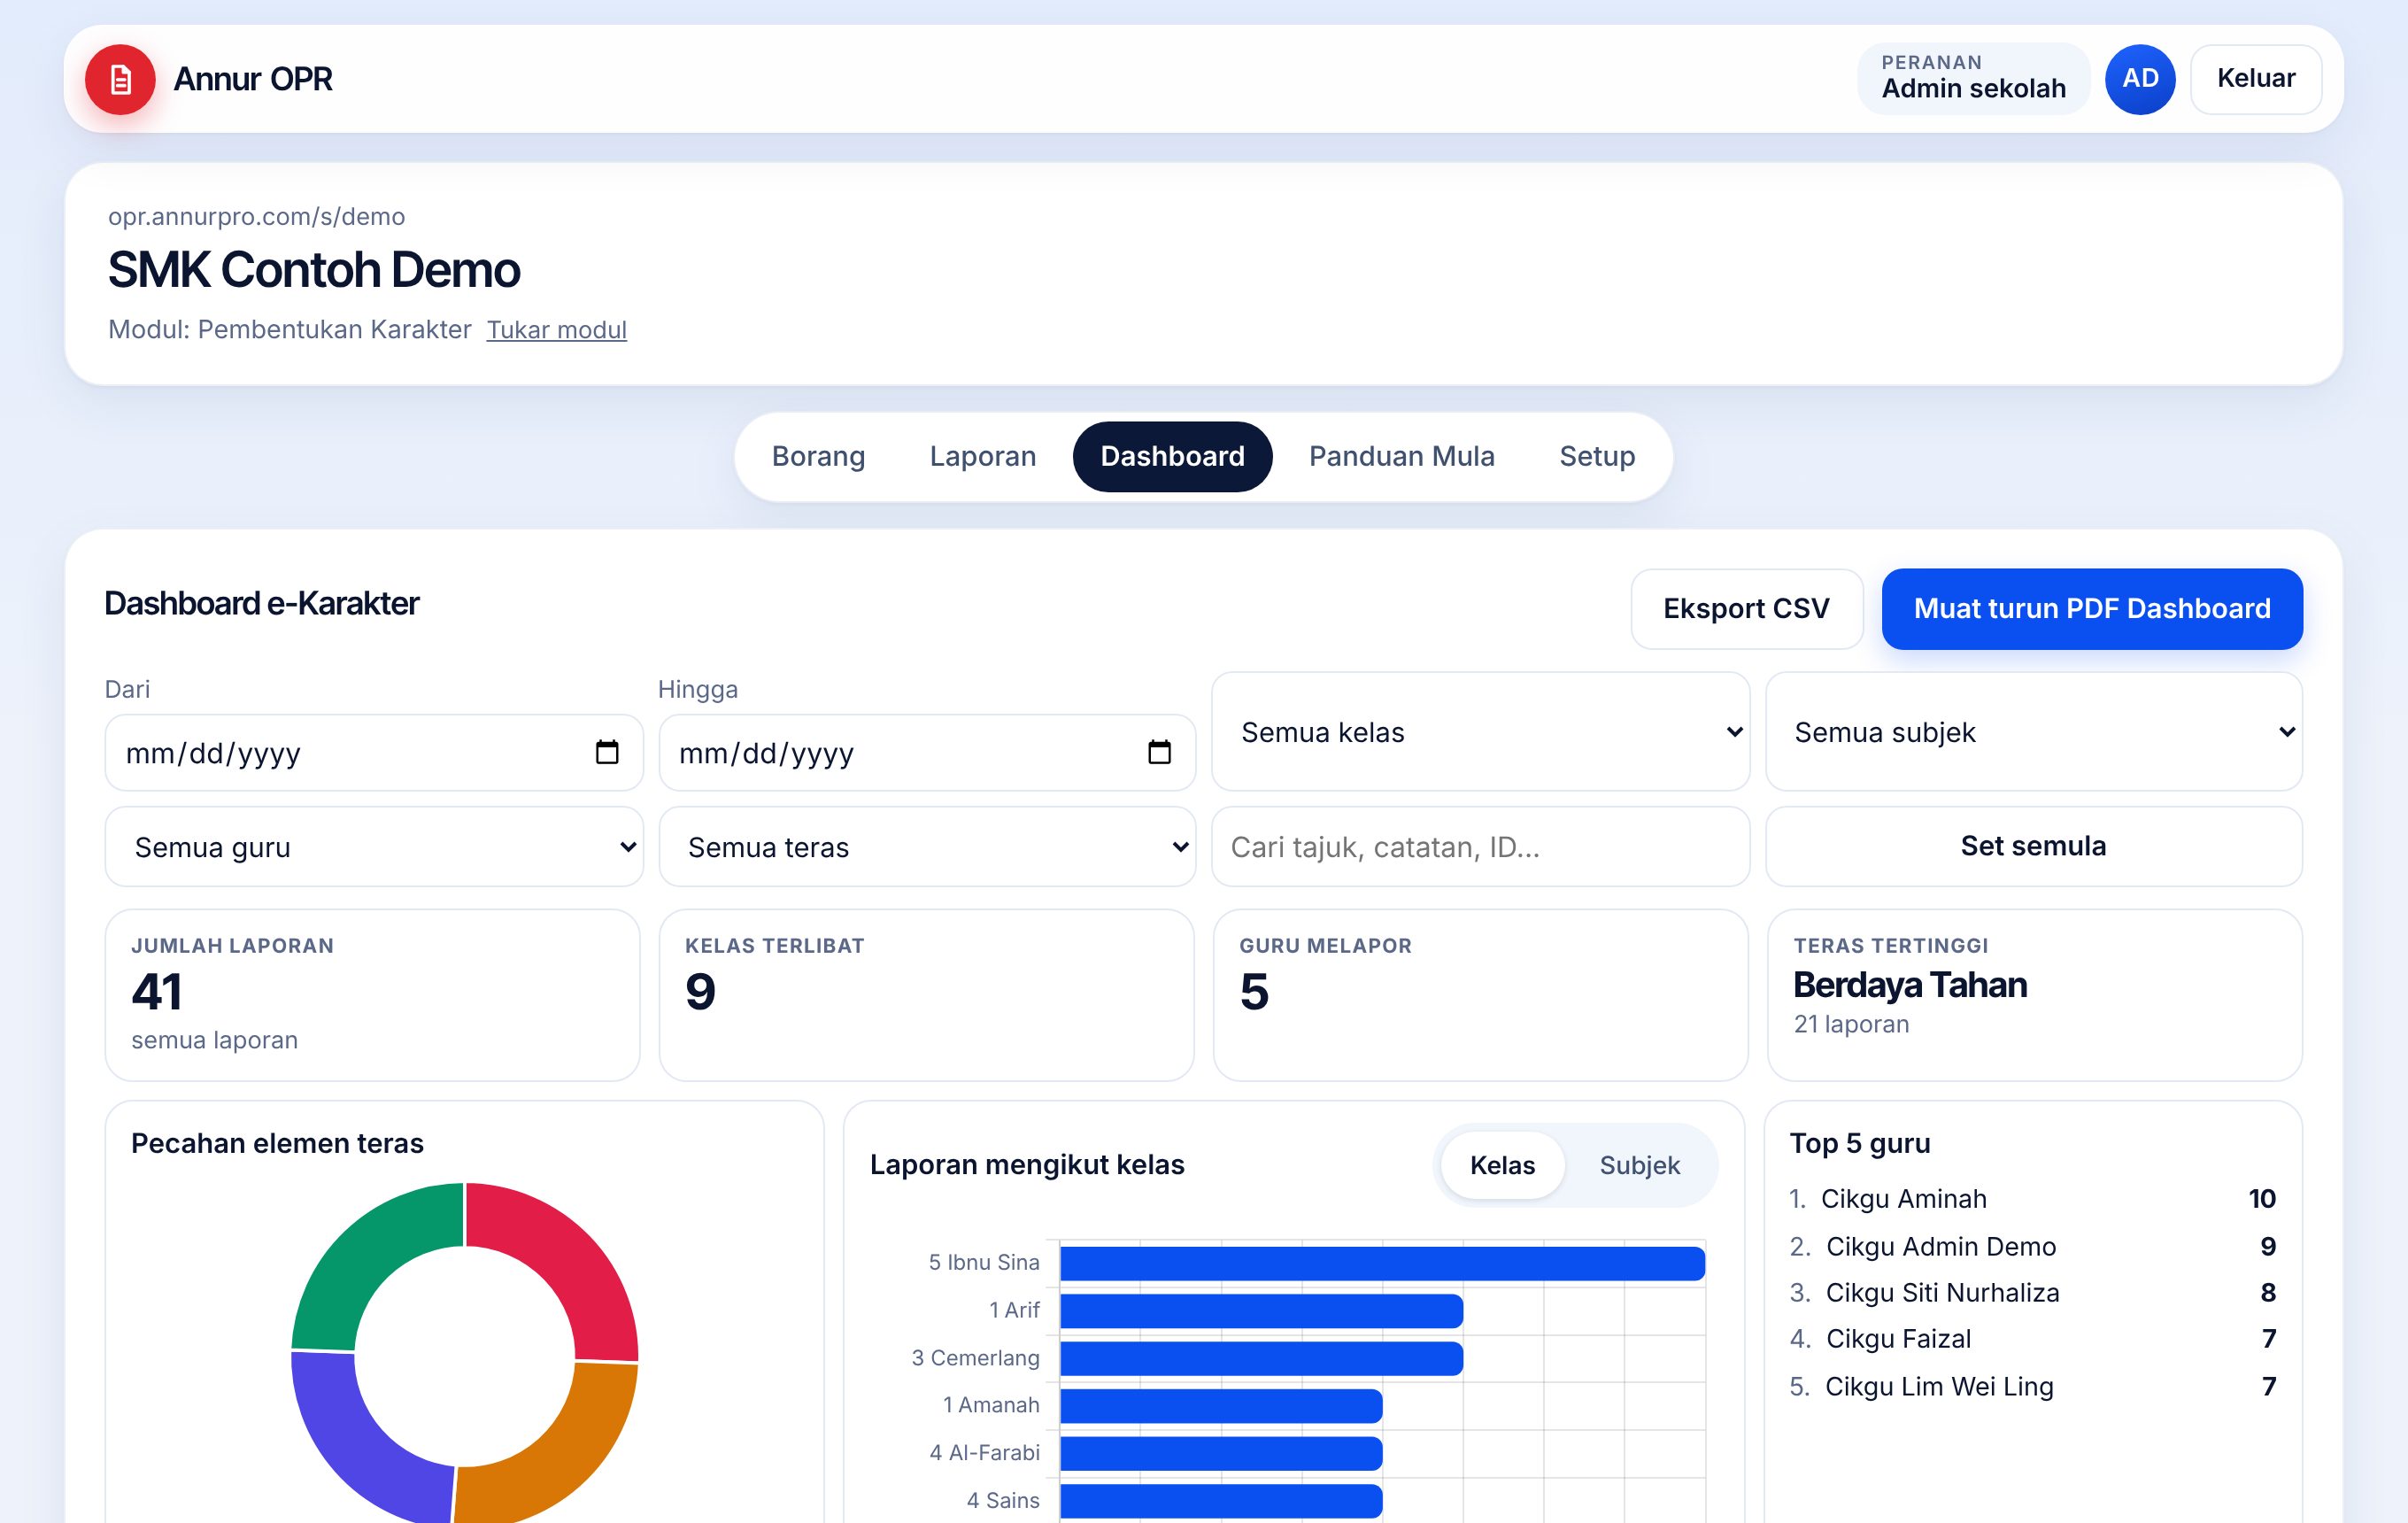 Annur OPR
PERANAN
Admin sekolah
AD
Keluar
opr.annurpro.com/s/demo
SMK Contoh Demo
Modul: Pembentukan Karakter Tukar modul
Borang Laporan Dashboard Panduan Mula Setup
Dashboard e-Karakter
Eksport CSV
Muat turun PDF Dashboard
Dari
mm/dd/yyyy
Hingga
mm/dd/yyyy
Semua kelas
Semua subjek
Semua guru
Semua teras
Cari tajuk, catatan, ID...
Set semula
JUMLAH LAPORAN
41
semua laporan
KELAS TERLIBAT
9
GURU MELAPOR
5
TERAS TERTINGGI
Berdaya Tahan
21 laporan
Pecahan elemen teras
Laporan mengikut kelas
Kelas Subjek
5 Ibnu Sina
1 Arif
3 Cemerlang
1 Amanah
4 Al-Farabi
4 Sains
Top 5 guru
1. Cikgu Aminah 10
2. Cikgu Admin Demo 9
3. Cikgu Siti Nurhaliza 8
4. Cikgu Faizal 7
5. Cikgu Lim Wei Ling 7